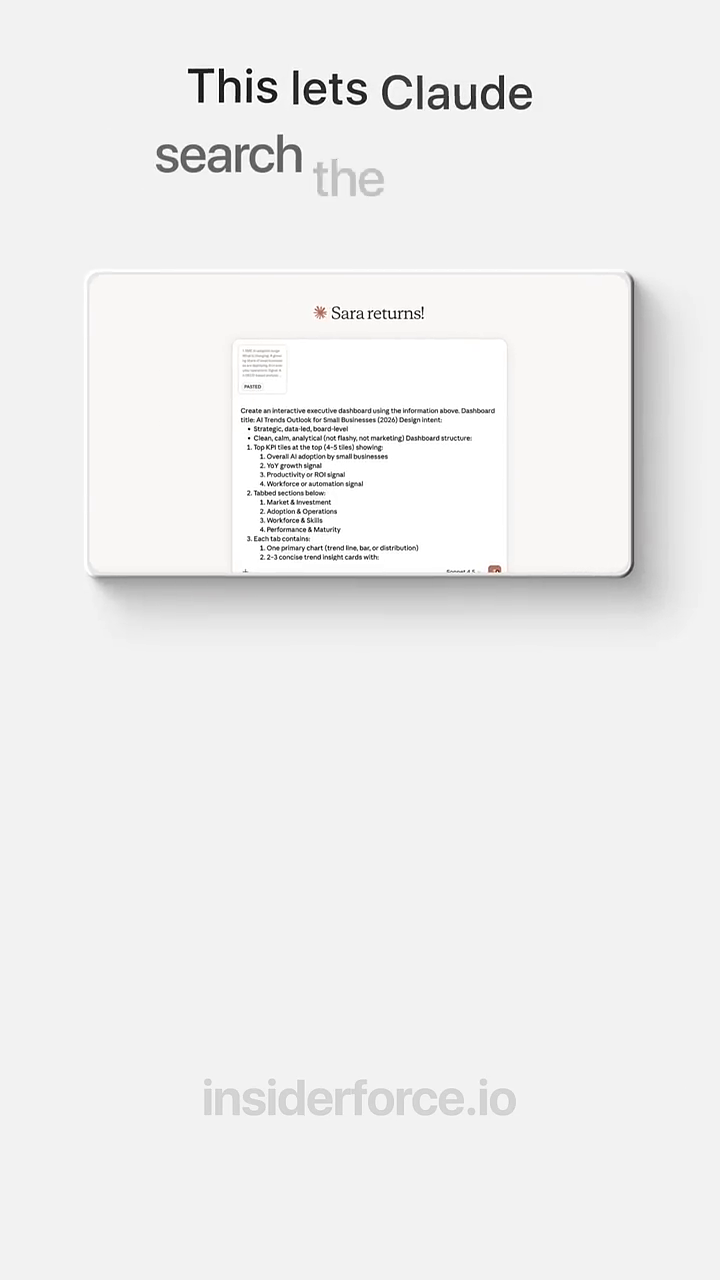 This lets Claude
search the
Sara returns!
PASTED
Create an interactive executive dashboard using the information above. Dashboard
title: AI Trends Outlook for Small Businesses (2026) Design intent:
• Strategic, data-led, board-level
• Clean, calm, analytical (not flashy, not marketing) Dashboard structure:
1. Top KPI tiles at the top (4–5 tiles) showing:
1. Overall AI adoption by small businesses
2. YoY growth signal
3. Productivity or ROI signal
4. Workforce or automation signal
2. Tabbed sections below:
1. Market & Investment
2. Adoption & Operations
3. Workforce & Skills
4. Performance & Maturity
3. Each tab contains:
1. One primary chart (trend line, bar, or distribution)
2. 2–3 concise trend insight cards with:
Sonnet 4.5
insiderforce.io